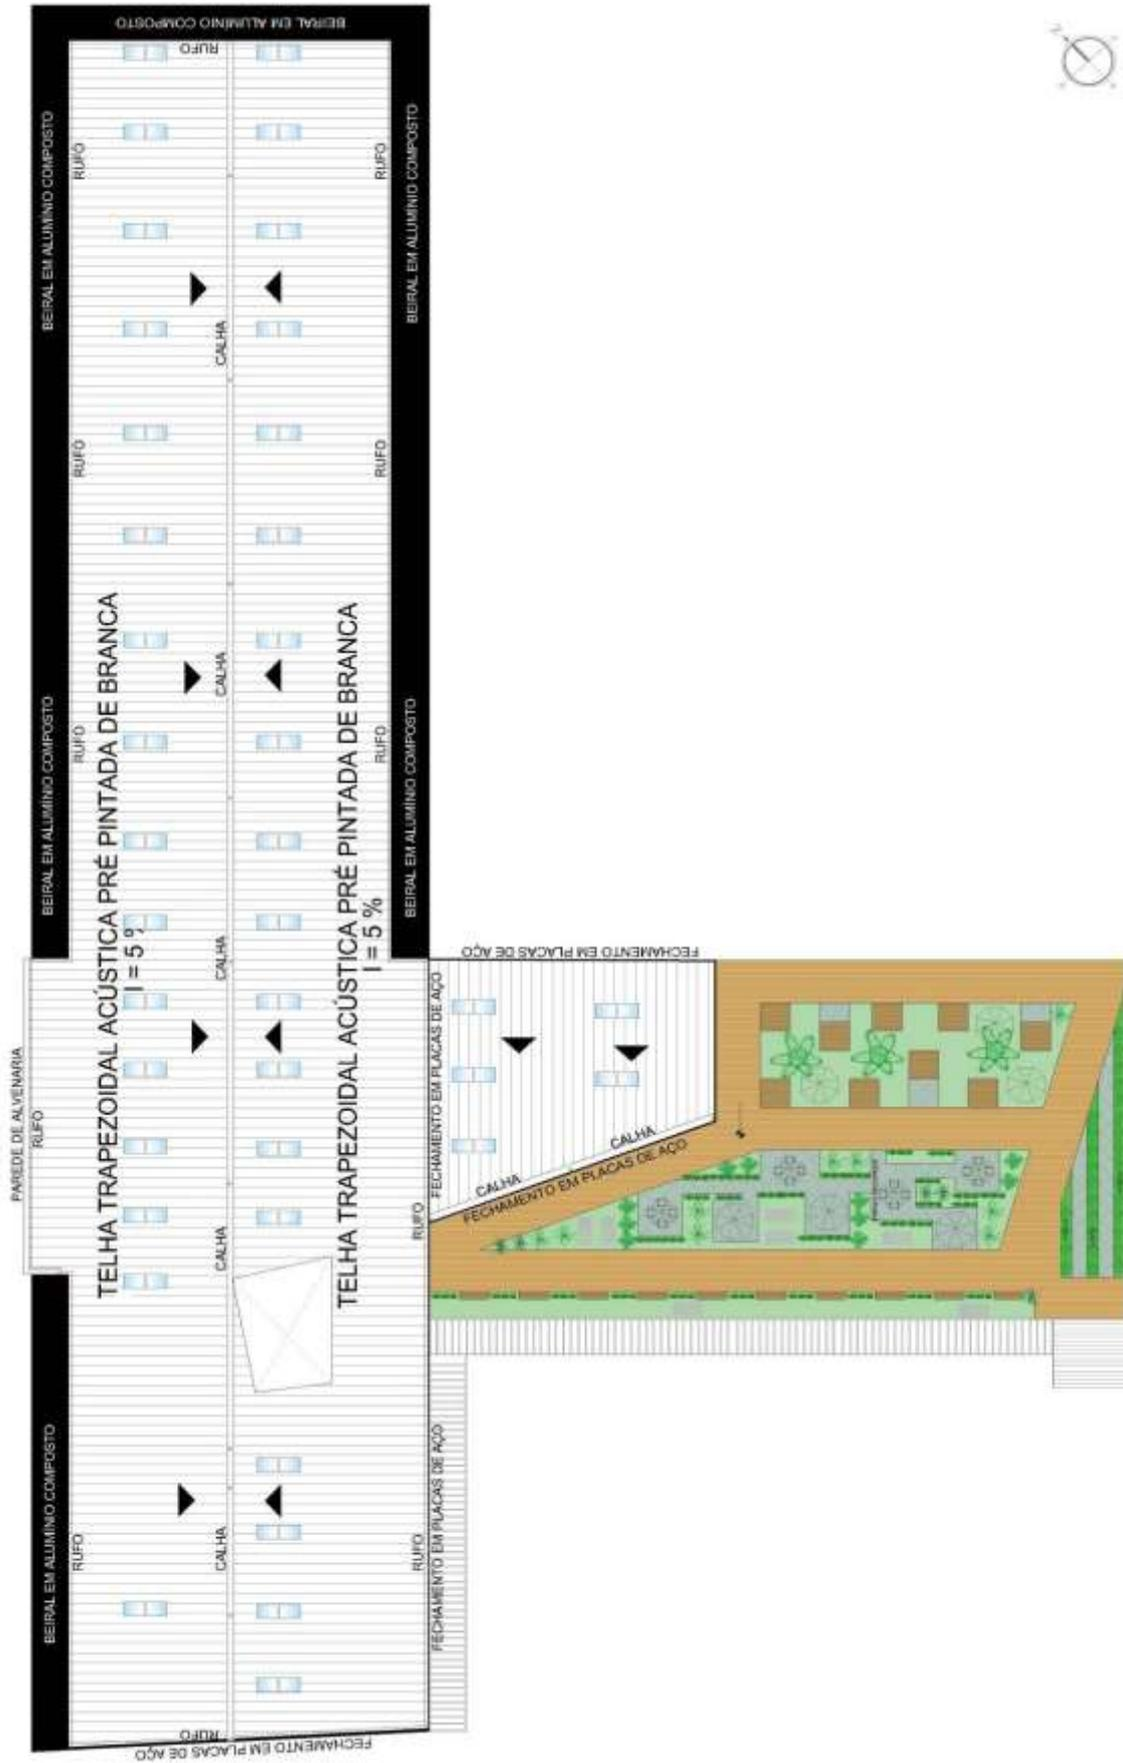 BEIRAL EM ALUMÍNIO COMPOSTO
RUFO
BEIRAL EM ALUMÍNIO COMPOSTO
RUFO
RUFO
BEIRAL EM ALUMÍNIO COMPOSTO
CALHA
RUFO
RUFO
TELHA TRAPEZOIDAL ACÚSTICA PRÉ PINTADA DE BRANCA
I = 5 %
TELHA TRAPEZOIDAL ACÚSTICA PRÉ PINTADA DE BRANCA
I = 5 %
CALHA
BEIRAL EM ALUMÍNIO COMPOSTO
RUFO
RUFO
BEIRAL EM ALUMÍNIO COMPOSTO
CALHA
FECHAMENTO EM PLACAS DE AÇO
FECHAMENTO EM PLACAS DE AÇO
PAREDE DE ALVENARIA
RUFO
CALHA
CALHA
FECHAMENTO EM PLACAS DE AÇO
RUFO
CALHA
BEIRAL EM ALUMÍNIO COMPOSTO
RUFO
CALHA
RUFO
FECHAMENTO EM PLACAS DE AÇO
RUFO
FECHAMENTO EM PLACAS DE AÇO